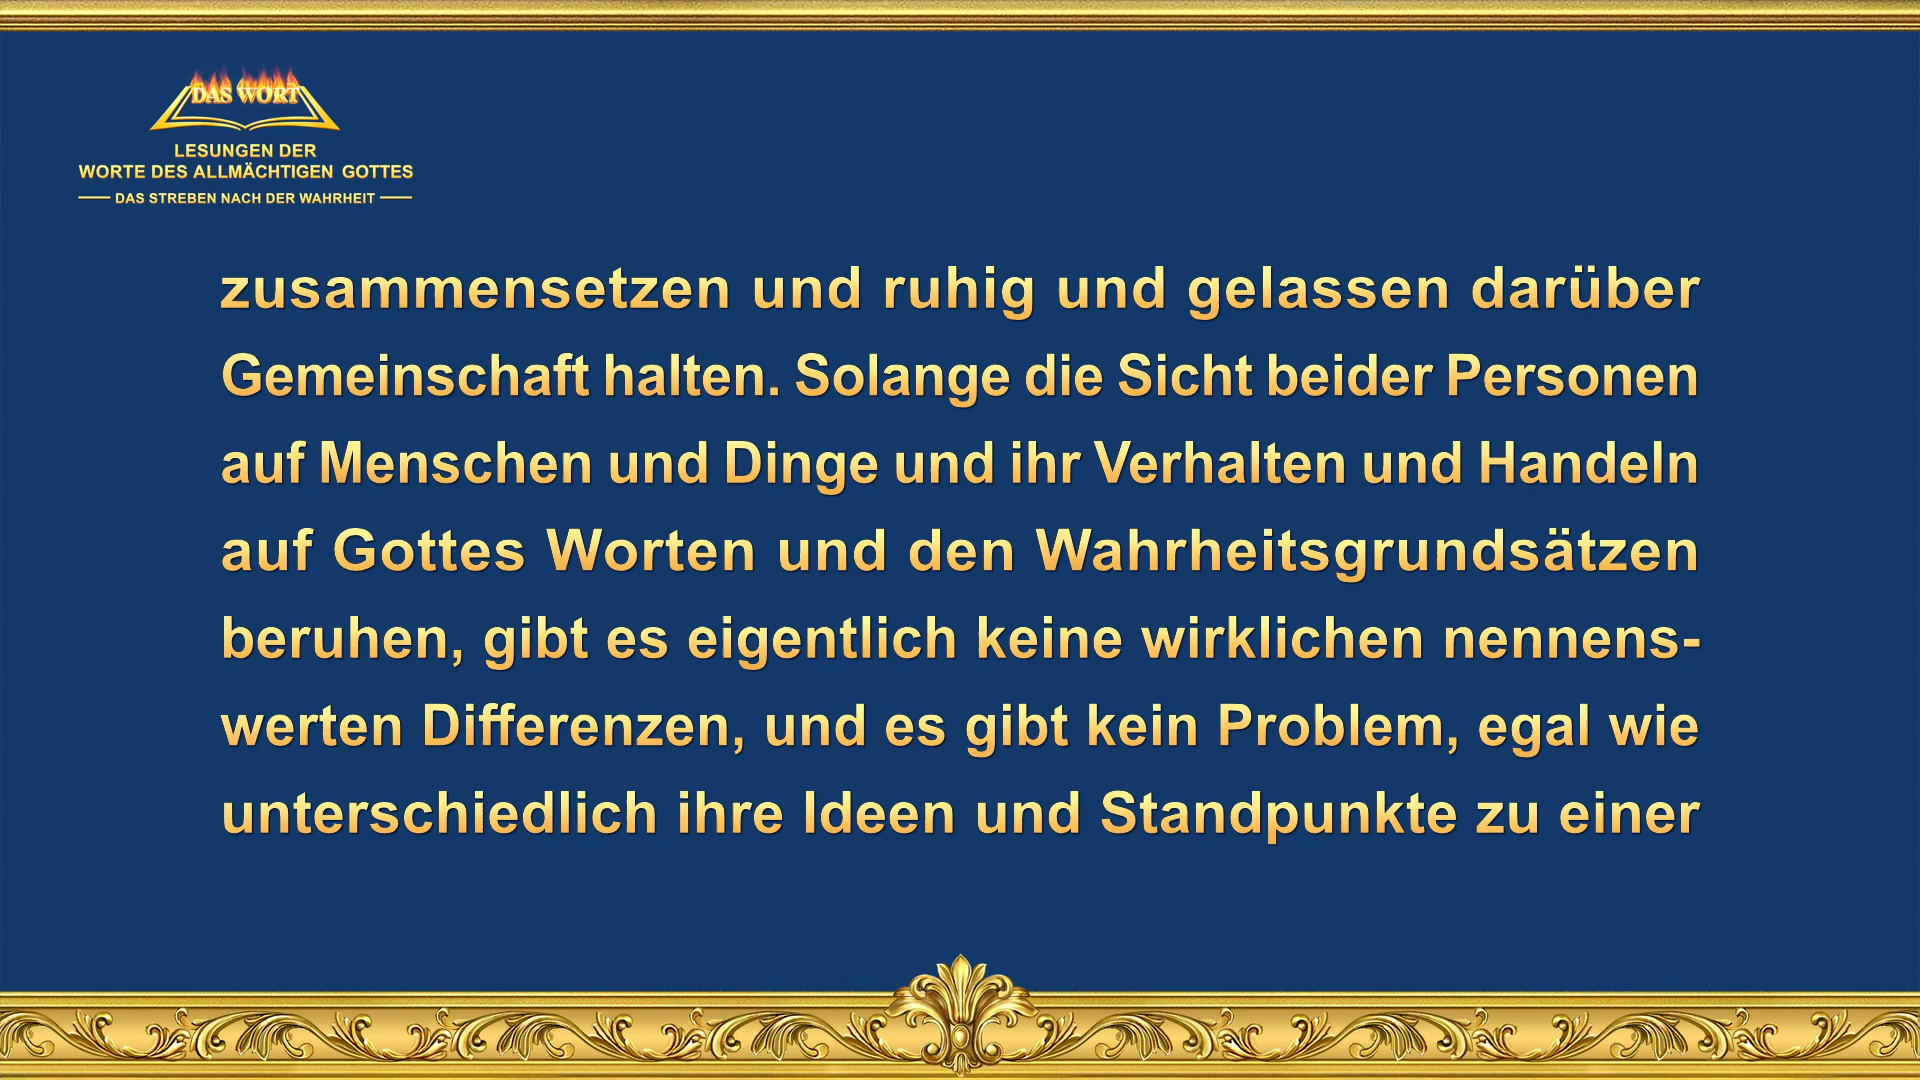 DAS WORT
LESUNGEN DER
WORTE DES ALLMÄCHTIGEN GOTTES
DAS STREBEN NACH DER WAHRHEIT
zusammensetzen und ruhig und gelassen darüber
Gemeinschaft halten. Solange die Sicht beider Personen
auf Menschen und Dinge und ihr Verhalten und Handeln
auf Gottes Worten und den Wahrheitsgrundsätzen
beruhen, gibt es eigentlich keine wirklichen nennens-
werten Differenzen, und es gibt kein Problem, egal wie
unterschiedlich ihre Ideen und Standpunkte zu einer